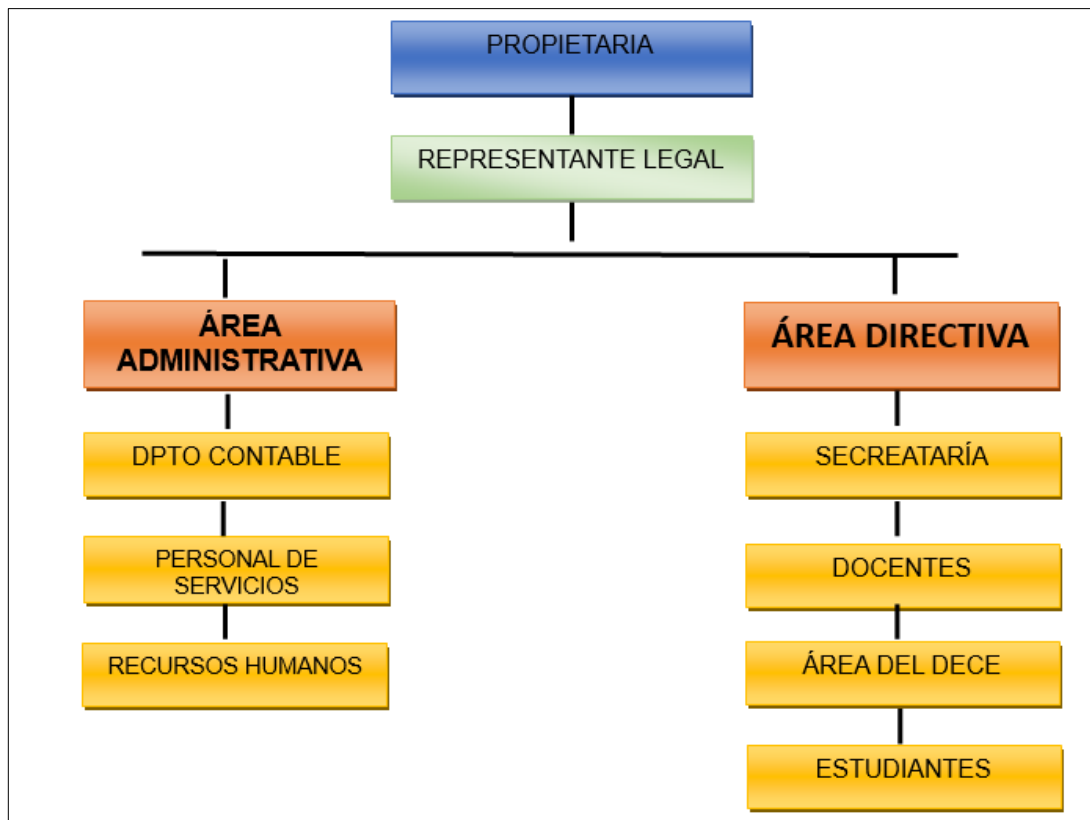 PROPIETARIA
REPRESENTANTE LEGAL
ÁREA
ADMINISTRATIVA
DPTO CONTABLE
PERSONAL DE
SERVICIOS
RECURSOS HUMANOS
ÁREA DIRECTIVA
SECREATARÍA
DOCENTES
ÁREA DEL DECE
ESTUDIANTES